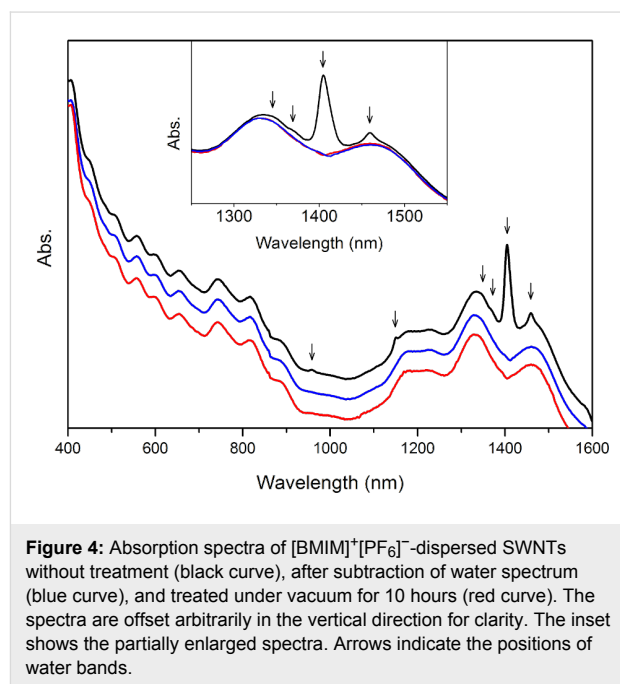 Abs.
1300 1400 1500
Wavelength (nm)
Abs.
400 600 800 1000 1200 1400 1600
Wavelength (nm)
Figure 4: Absorption spectra of [BMIM]⁺[PF₆]⁻-dispersed SWNTs
without treatment (black curve), after subtraction of water spectrum
(blue curve), and treated under vacuum for 10 hours (red curve). The
spectra are offset arbitrarily in the vertical direction for clarity. The inset
shows the partially enlarged spectra. Arrows indicate the positions of
water bands.